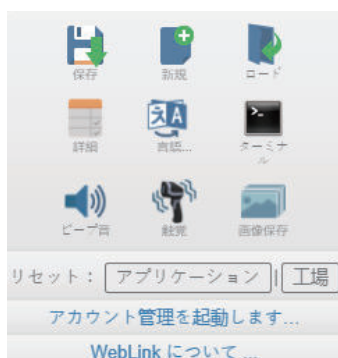 保存
新規
ロード
詳細
言語...
ターミナル
ビープ音
触覚
画像保存
リセット： アプリケーション | 工場
アカウント管理を起動します...
WebLink について ...